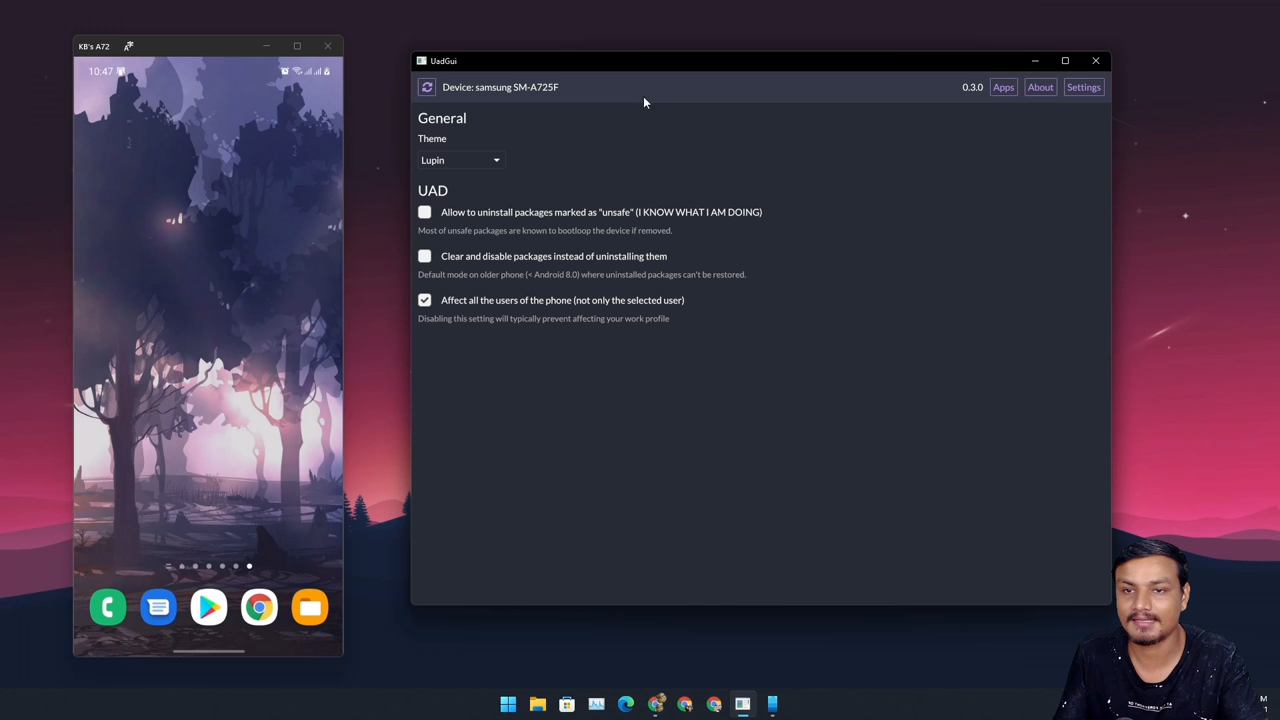 KB's A72
10:47
UadGui
Device: samsung SM-A725F
0.3.0
Apps
About
Settings
General
Theme
Lupin
UAD
Allow to uninstall packages marked as "unsafe" (I KNOW WHAT I AM DOING)
Most of unsafe packages are known to bootloop the device if removed.
Clear and disable packages instead of uninstalling them
Default mode on older phone (< Android 8.0) where uninstalled packages can't be restored.
Affect all the users of the phone (not only the selected user)
Disabling this setting will typically prevent affecting your work profile